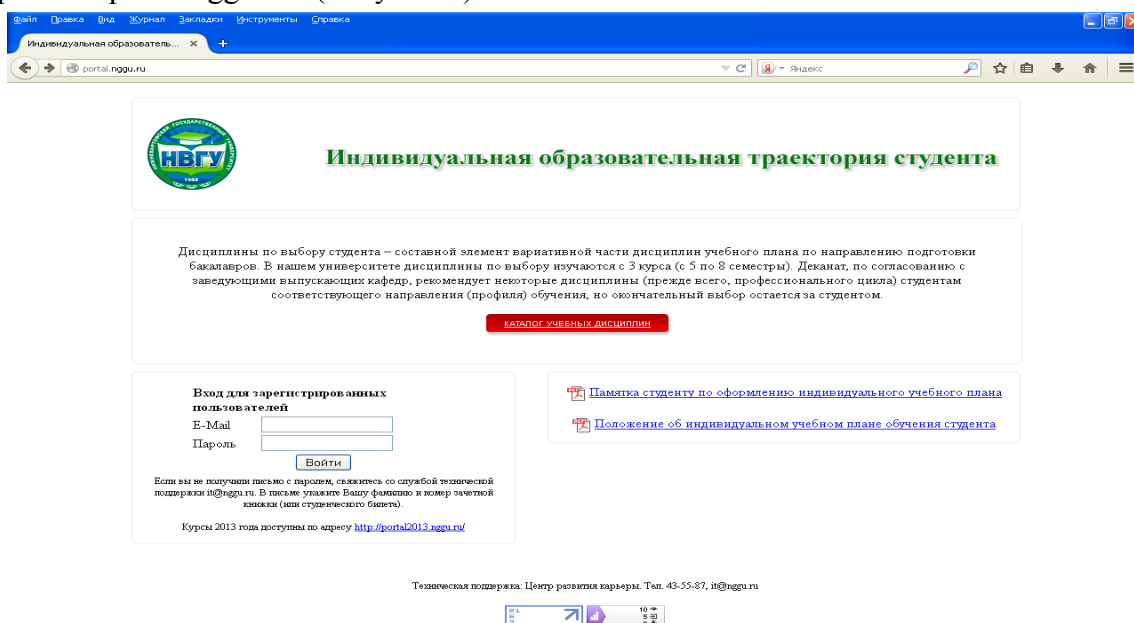 Файл Правка Вид Журнал Закладки Инструменты Справка
Индивидуальная образователь... × +
portal.nggu.ru Яндекс
НИЖНЕВАРТОВСКИЙ ГОСУДАРСТВЕННЫЙ УНИВЕРСИТЕТ
НВГУ
1988
Индивидуальная образовательная траектория студента
Дисциплины по выбору студента – составной элемент вариативной части дисциплин учебного плана по направлению подготовки
бакалавров. В нашем университете дисциплины по выбору изучаются с 3 курса (с 5 по 8 семестры). Деканат, по согласованию с
заведующими выпускающих кафедр, рекомендует некоторые дисциплины (прежде всего, профессионального цикла) студентам
соответствующего направления (профиля) обучения, но окончательный выбор остается за студентом.
КАТАЛОГ УЧЕБНЫХ ДИСЦИПЛИН
Вход для зарегистрированных
пользователей
E-Mail
Пароль
Войти
Если вы не получили письмо с паролем, свяжитесь со службой технической
поддержки it@nggu.ru. В письме укажите Вашу фамилию и номер зачетной
книжки (или студенческого билета).
Курсы 2013 года доступны по адресу http://portal2013.nggu.ru/
Памятка студенту по оформлению индивидуального учебного плана
Положение об индивидуальном учебном плане обучения студента
Техническая поддержка: Центр развития карьеры. Тел. 43-55-87, it@nggu.ru